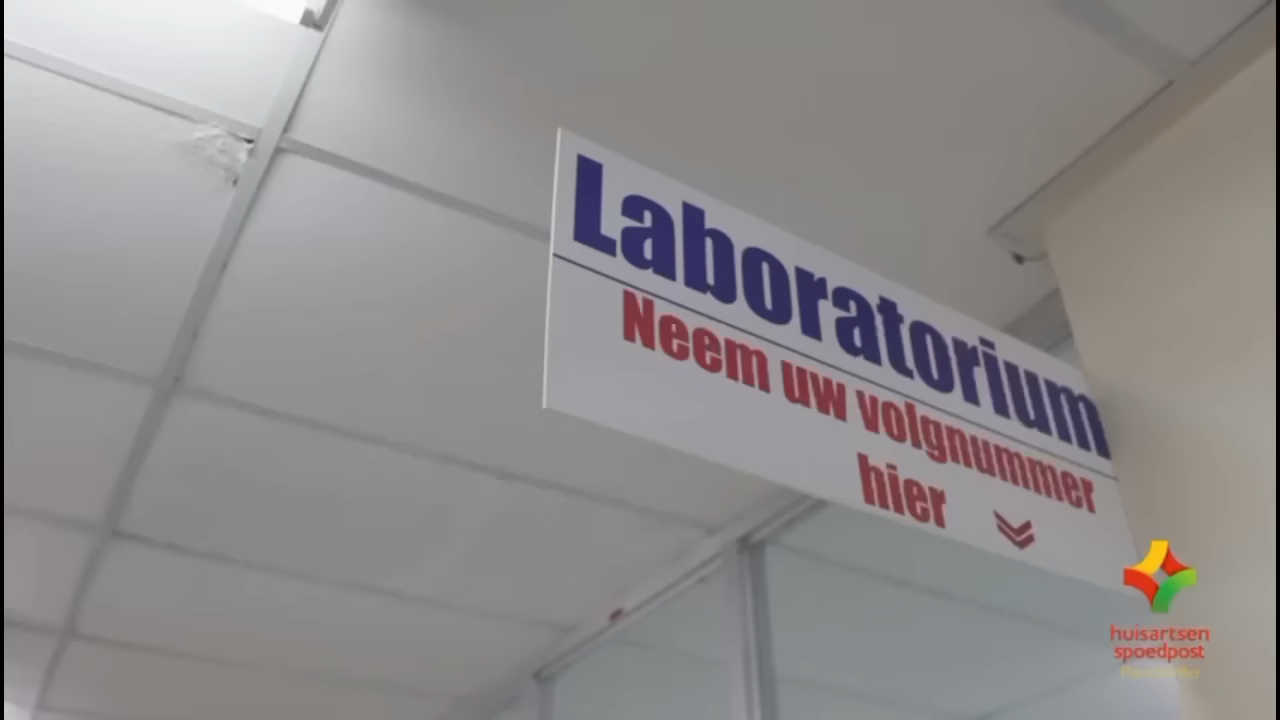 Laboratorium
Neem uw volgnummer
hier
huisartsen
spoedpost